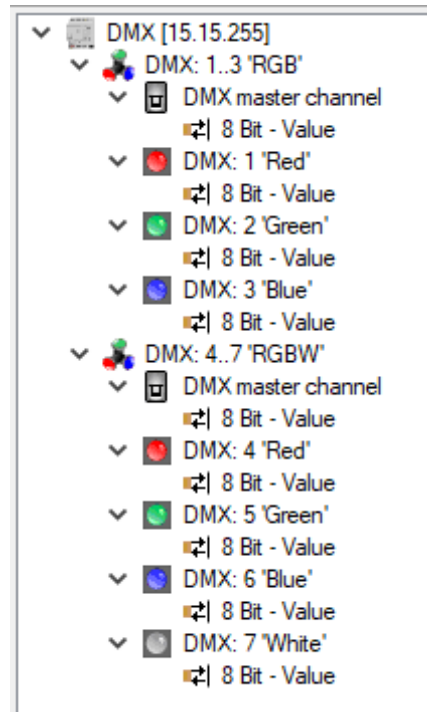 DMX [15.15.255]
DMX: 1..3 'RGB'
DMX master channel
8 Bit - Value
DMX: 1 'Red'
8 Bit - Value
DMX: 2 'Green'
8 Bit - Value
DMX: 3 'Blue'
8 Bit - Value
DMX: 4..7 'RGBW'
DMX master channel
8 Bit - Value
DMX: 4 'Red'
8 Bit - Value
DMX: 5 'Green'
8 Bit - Value
DMX: 6 'Blue'
8 Bit - Value
DMX: 7 'White'
8 Bit - Value